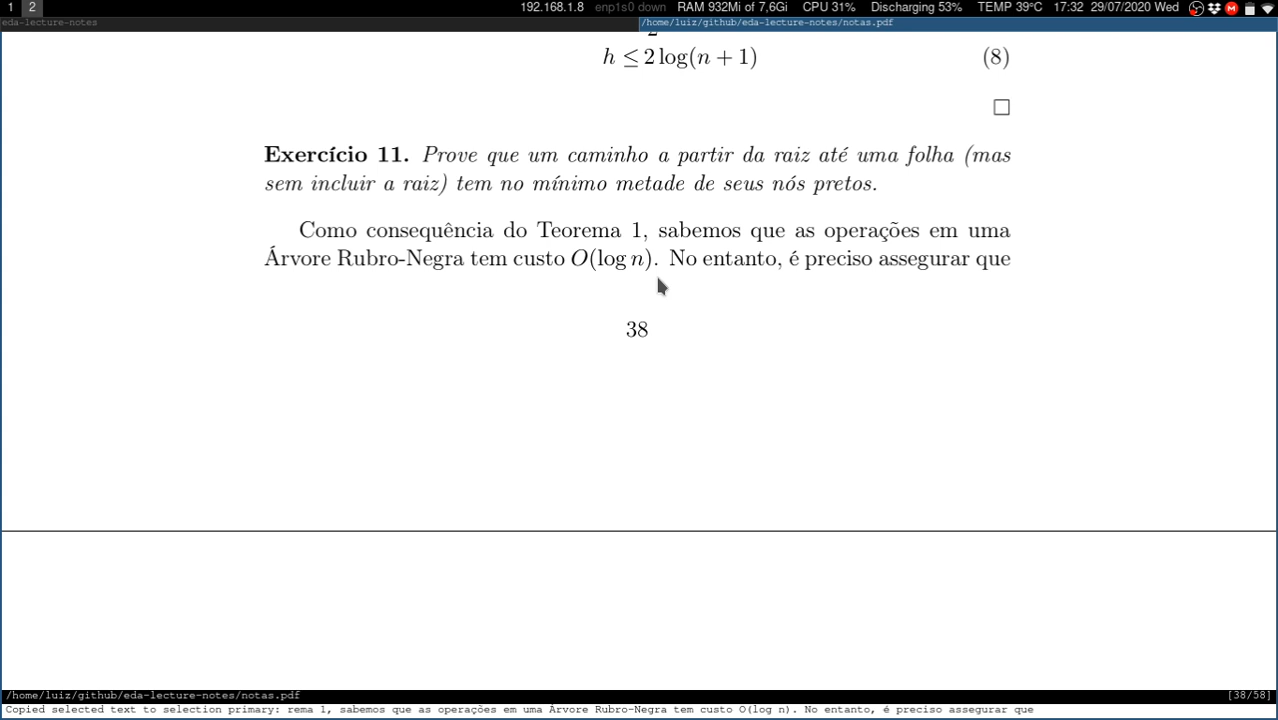 1 2 192.168.1.8 enp1s0 down RAM 932Mi of 7,6Gi CPU 31% Discharging 53% TEMP 39°C 17:32 29/07/2020 Wed
eda-lecture-notes /home/luiz/github/eda-lecture-notes/notas.pdf
h ≤ 2 log(n + 1) (8)
Exercício 11. Prove que um caminho a partir da raiz até uma folha (mas
sem incluir a raiz) tem no mínimo metade de seus nós pretos.
Como consequência do Teorema 1, sabemos que as operações em uma
Árvore Rubro-Negra tem custo O(log n). No entanto, é preciso assegurar que
38
/home/luiz/github/eda-lecture-notes/notas.pdf [38/58]
Copied selected text to selection primary: rema 1, sabemos que as operações em uma Árvore Rubro-Negra tem custo O(log n). No entanto, é preciso assegurar que